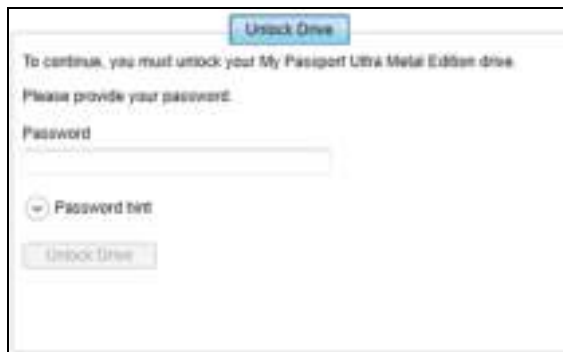 Unlock Drive
To continue, you must unlock your My Passport Ultra Metal Edition drive
Please provide your password.
Password
Password hint
Unlock Drive